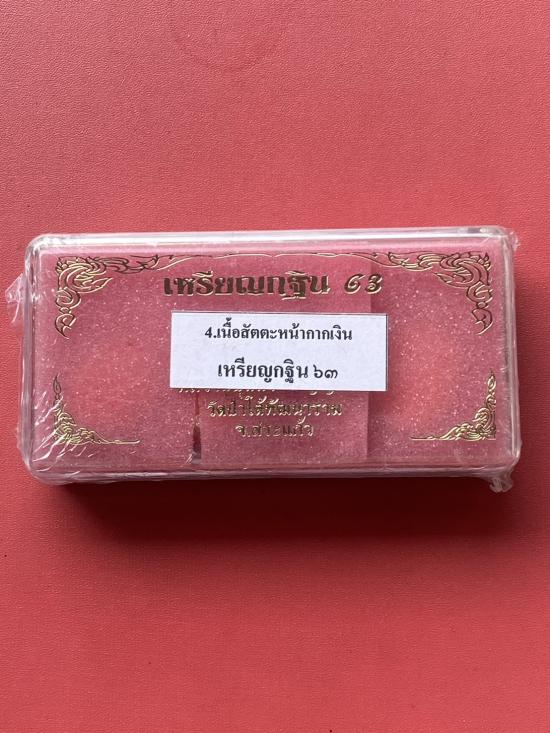 เหรียญกฐิน ๖๓
4.เนื้อสัตตะหน้ากากเงิน
เหรียญกฐิน ๖๓
วัดป่าใต้พัฒนาราม
จ.สระแก้ว